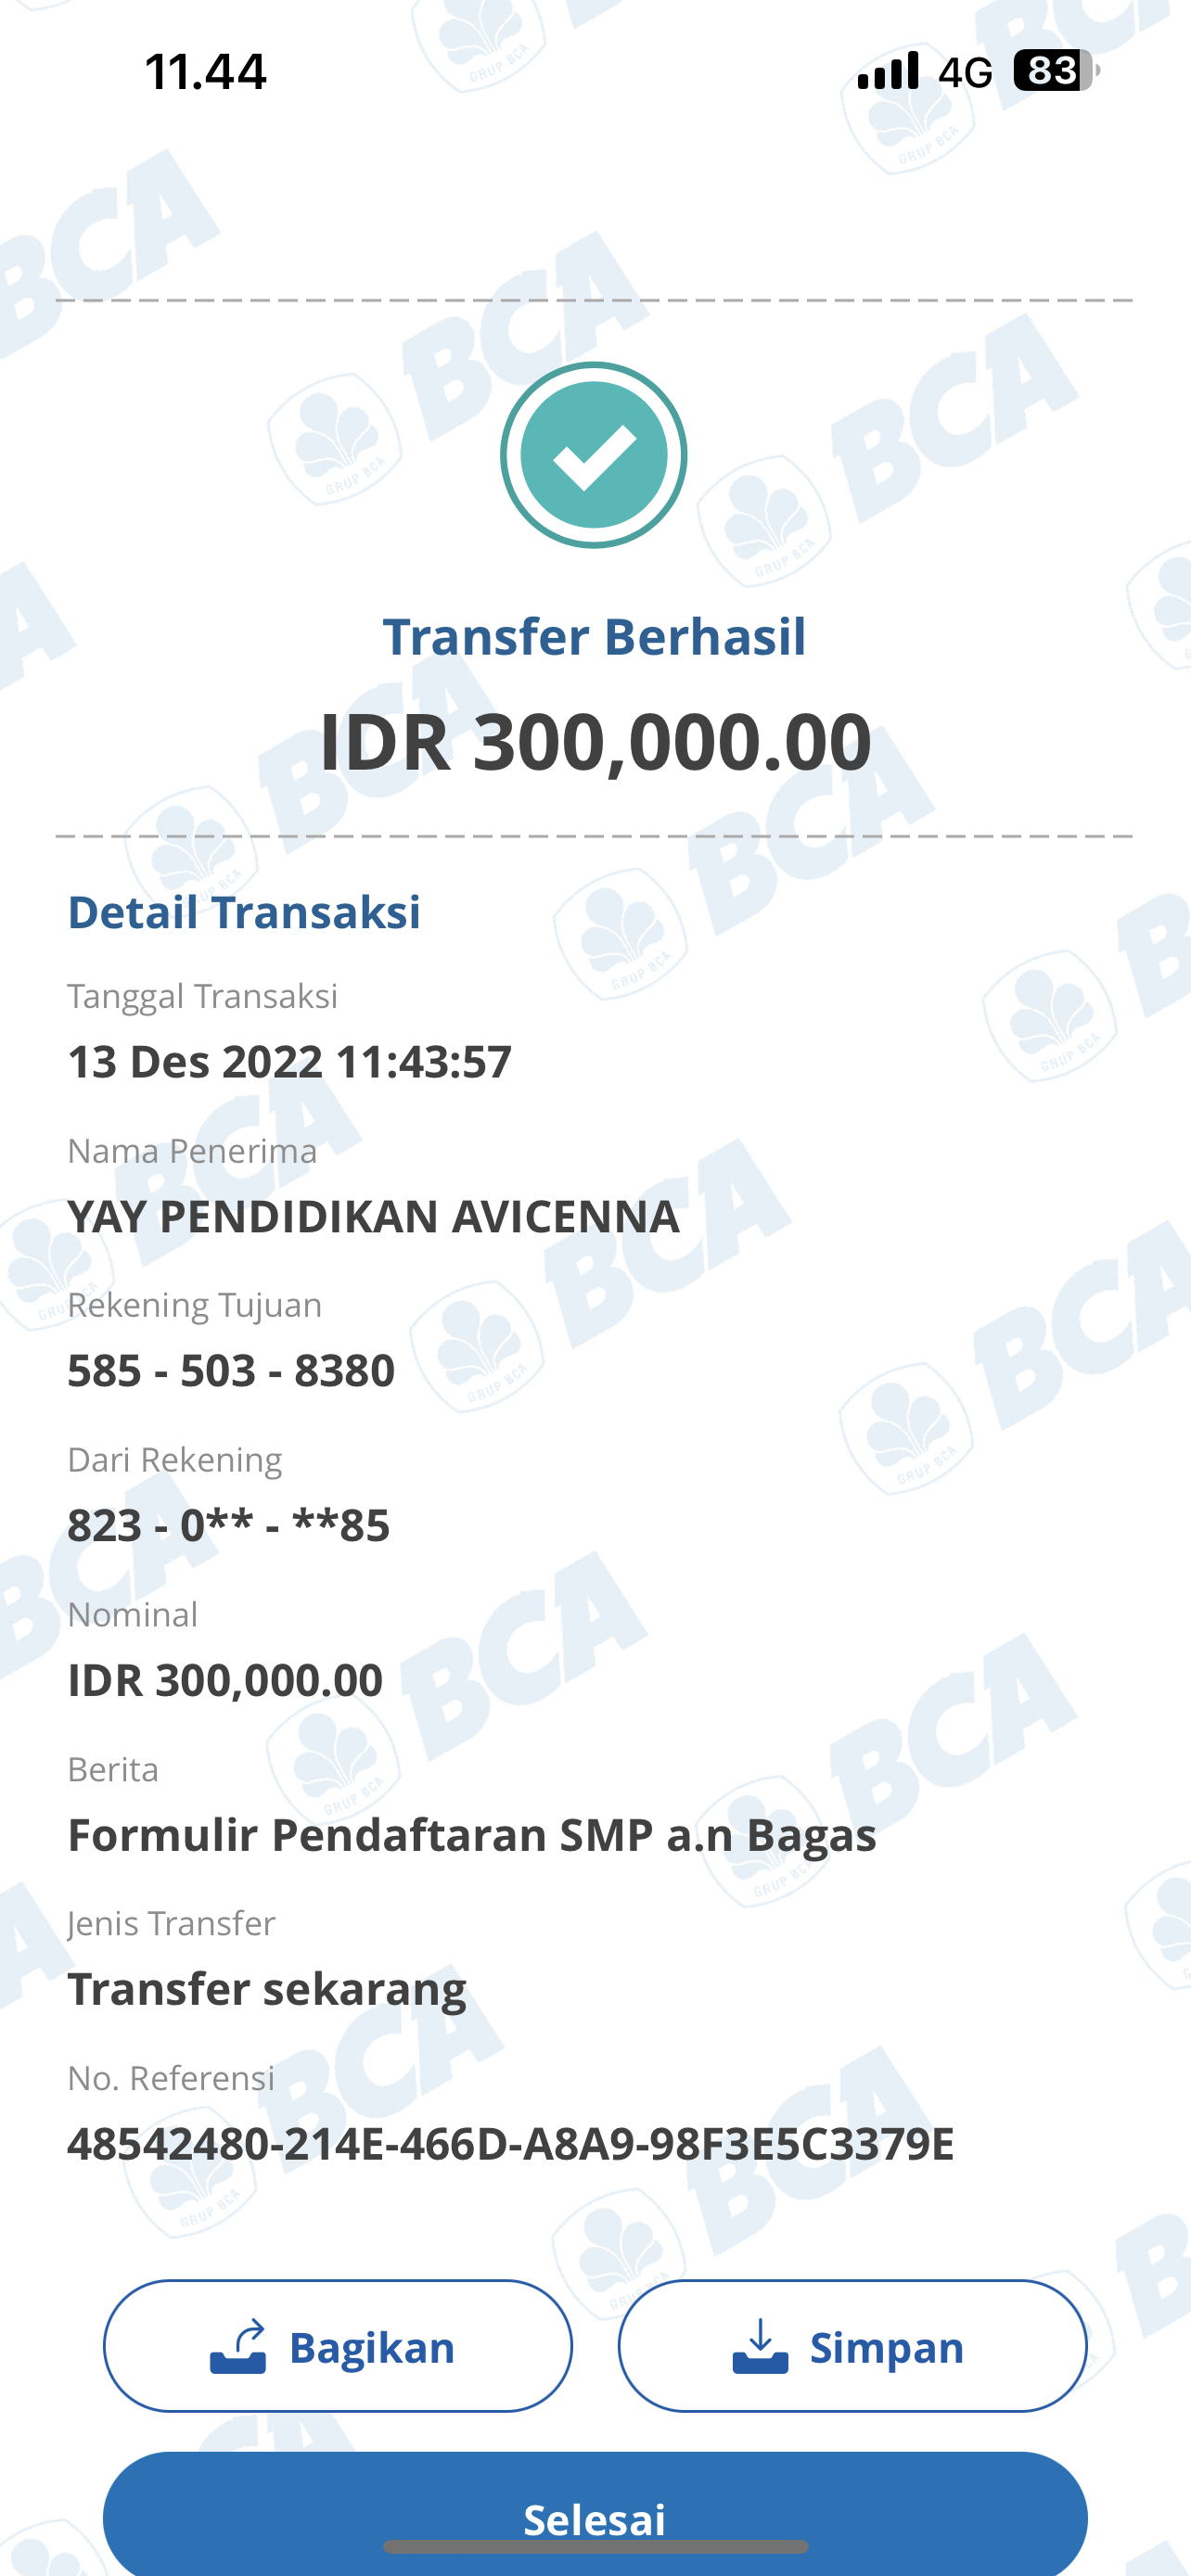 11.44
4G 83
Transfer Berhasil
IDR 300,000.00
Detail Transaksi
Tanggal Transaksi
13 Des 2022 11:43:57
Nama Penerima
YAY PENDIDIKAN AVICENNA
Rekening Tujuan
585 - 503 - 8380
Dari Rekening
823 - 0** - **85
Nominal
IDR 300,000.00
Berita
Formulir Pendaftaran SMP a.n Bagas
Jenis Transfer
Transfer sekarang
No. Referensi
48542480-214E-466D-A8A9-98F3E5C3379E
Bagikan
Simpan
Selesai
BCA
GRUP BCA